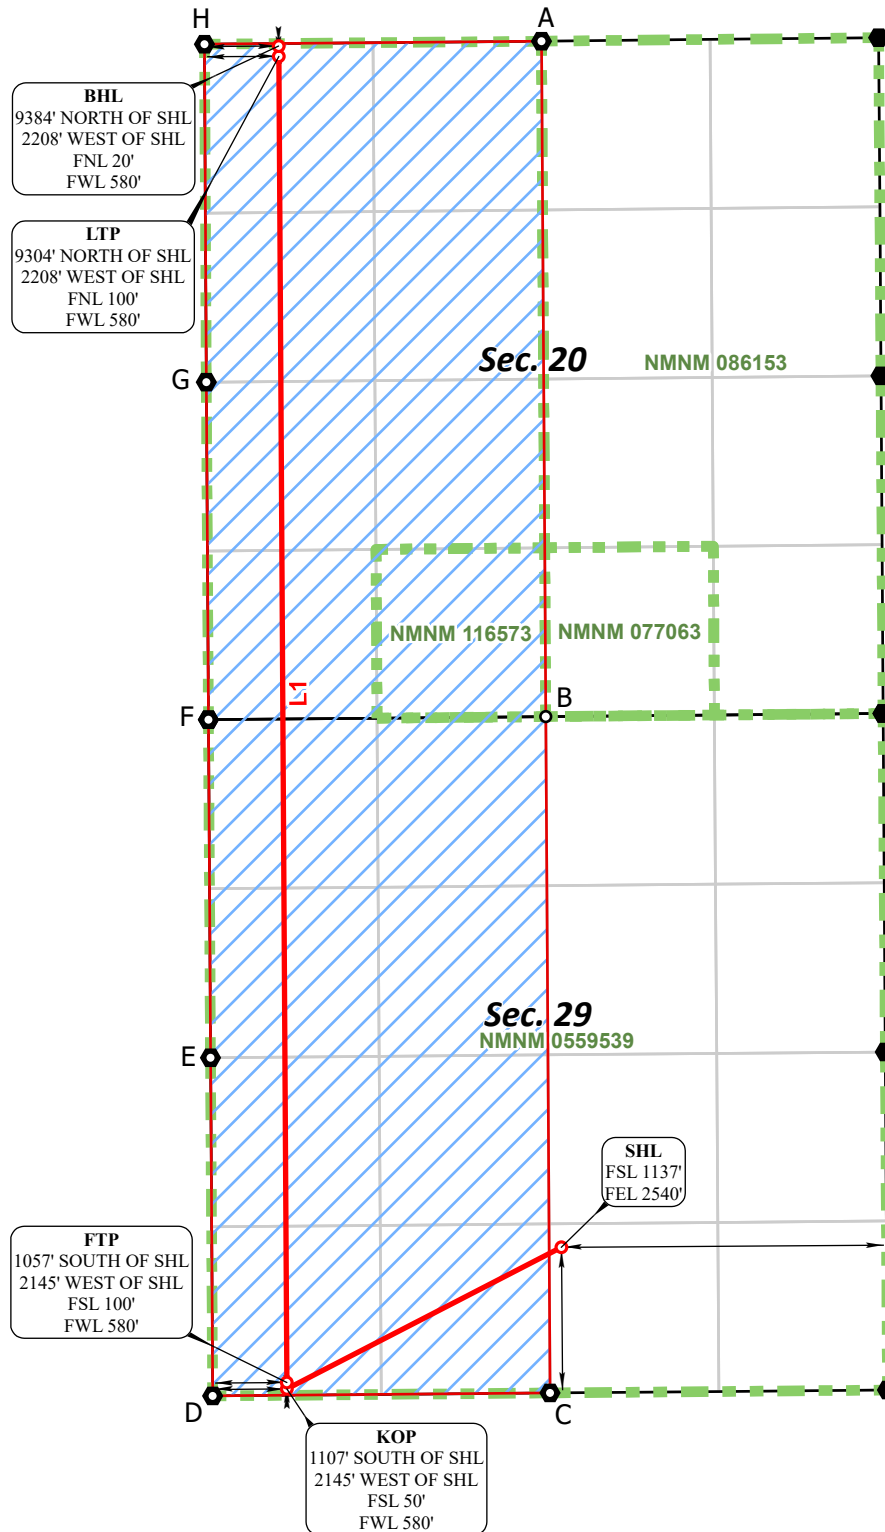 H
A
BHL
9384' NORTH OF SHL
2208' WEST OF SHL
FNL 20'
FWL 580'
LTP
9304' NORTH OF SHL
2208' WEST OF SHL
FNL 100'
FWL 580'
Sec. 20
NMNM 086153
G
NMNM 116573
NMNM 077063
L1
F
B
Sec. 29
NMNM 0559539
E
SHL
FSL 1137'
FEL 2540'
FTP
1057' SOUTH OF SHL
2145' WEST OF SHL
FSL 100'
FWL 580'
D
C
KOP
1107' SOUTH OF SHL
2145' WEST OF SHL
FSL 50'
FWL 580'